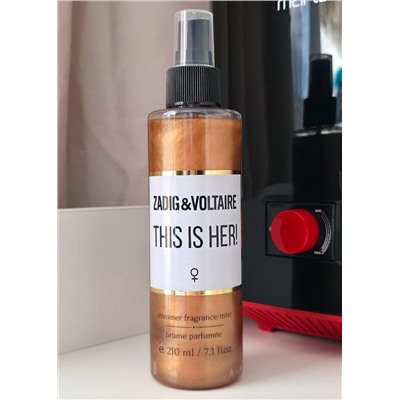 ZADIG&VOLTAIRE
THIS IS HER!
♀
shimmer fragrance mist
brume parfumée
e: 210 ml / 7.1 fl.oz.